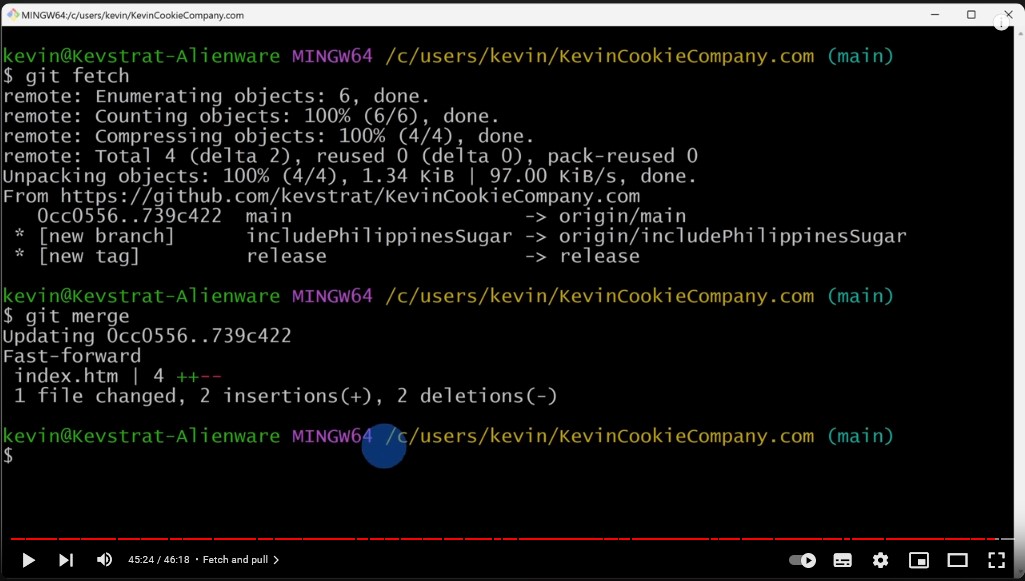 MINGW64:/c/users/kevin/KevinCookieCompany.com
kevin@Kevstrat-Alienware MINGW64 /c/users/kevin/KevinCookieCompany.com (main)
$ git fetch
remote: Enumerating objects: 6, done.
remote: Counting objects: 100% (6/6), done.
remote: Compressing objects: 100% (4/4), done.
remote: Total 4 (delta 2), reused 0 (delta 0), pack-reused 0
Unpacking objects: 100% (4/4), 1.34 KiB | 97.00 KiB/s, done.
From https://github.com/kevstrat/KevinCookieCompany.com
   0cc0556..739c422  main                    -> origin/main
 * [new branch]      includePhilippinesSugar -> origin/includePhilippinesSugar
 * [new tag]         release                 -> release
kevin@Kevstrat-Alienware MINGW64 /c/users/kevin/KevinCookieCompany.com (main)
$ git merge
Updating 0cc0556..739c422
Fast-forward
 index.htm | 4 ++--
 1 file changed, 2 insertions(+), 2 deletions(-)
kevin@Kevstrat-Alienware MINGW64 /c/users/kevin/KevinCookieCompany.com (main)
$
45:24 / 46:18 • Fetch and pull >